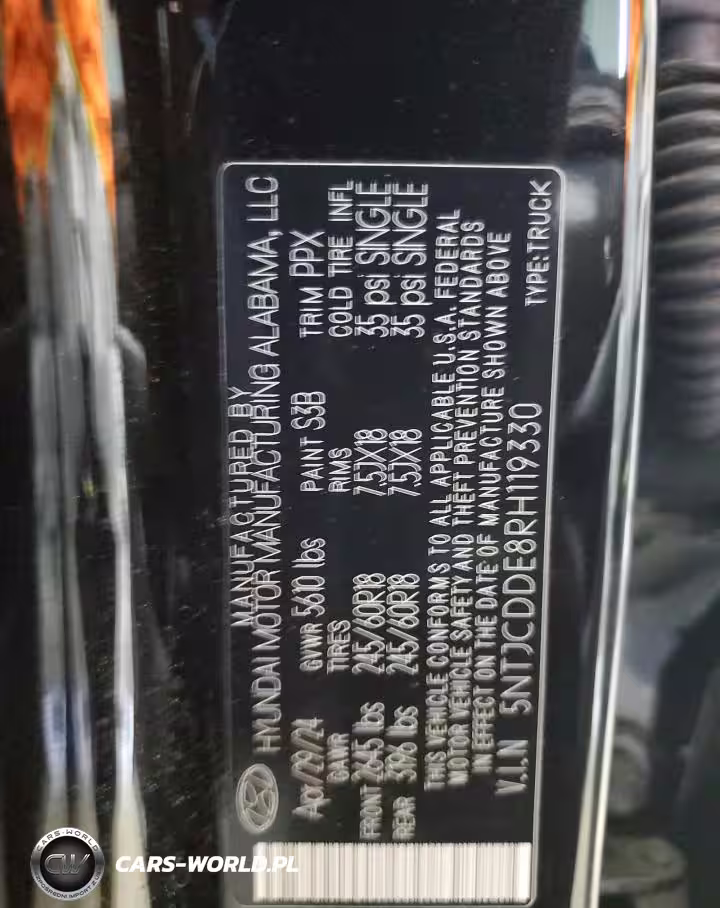 MANUFACTURED BY
HYUNDAI MOTOR MANUFACTURING ALABAMA, LLC
Apr/29/24 GVWR 5610 lbs PAINT S3B TRIM PPX
GAWR TIRES RIMS COLD TIRE INFL
FRONT 2645 lbs 245/60R18 7.5JX18 35 psi SINGLE
REAR 3196 lbs 245/60R18 7.5JX18 35 psi SINGLE
THIS VEHICLE CONFORMS TO ALL APPLICABLE U.S.A. FEDERAL
MOTOR VEHICLE SAFETY AND THEFT PREVENTION STANDARDS
IN EFFECT ON THE DATE OF MANUFACTURE SHOWN ABOVE
V.I.N 5NTJCDDE8RH119330 TYPE:TRUCK
CARS-WORLD
CW
CARS-WORLD.PL